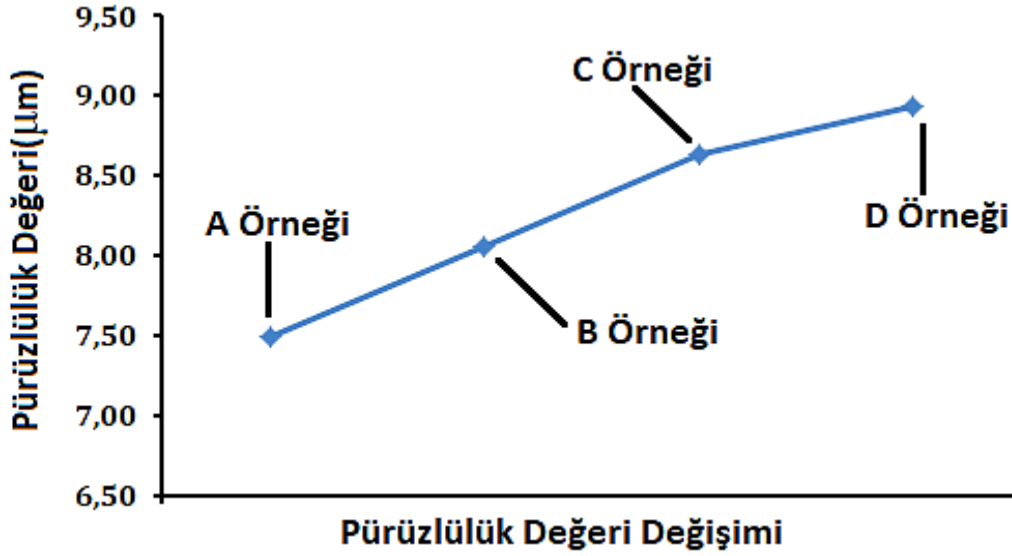 Pürüzlülük Değeri(μm)
9,50
9,00
8,50
8,00
7,50
7,00
6,50
A Örneği
B Örneği
C Örneği
D Örneği
Pürüzlülük Değeri Değişimi